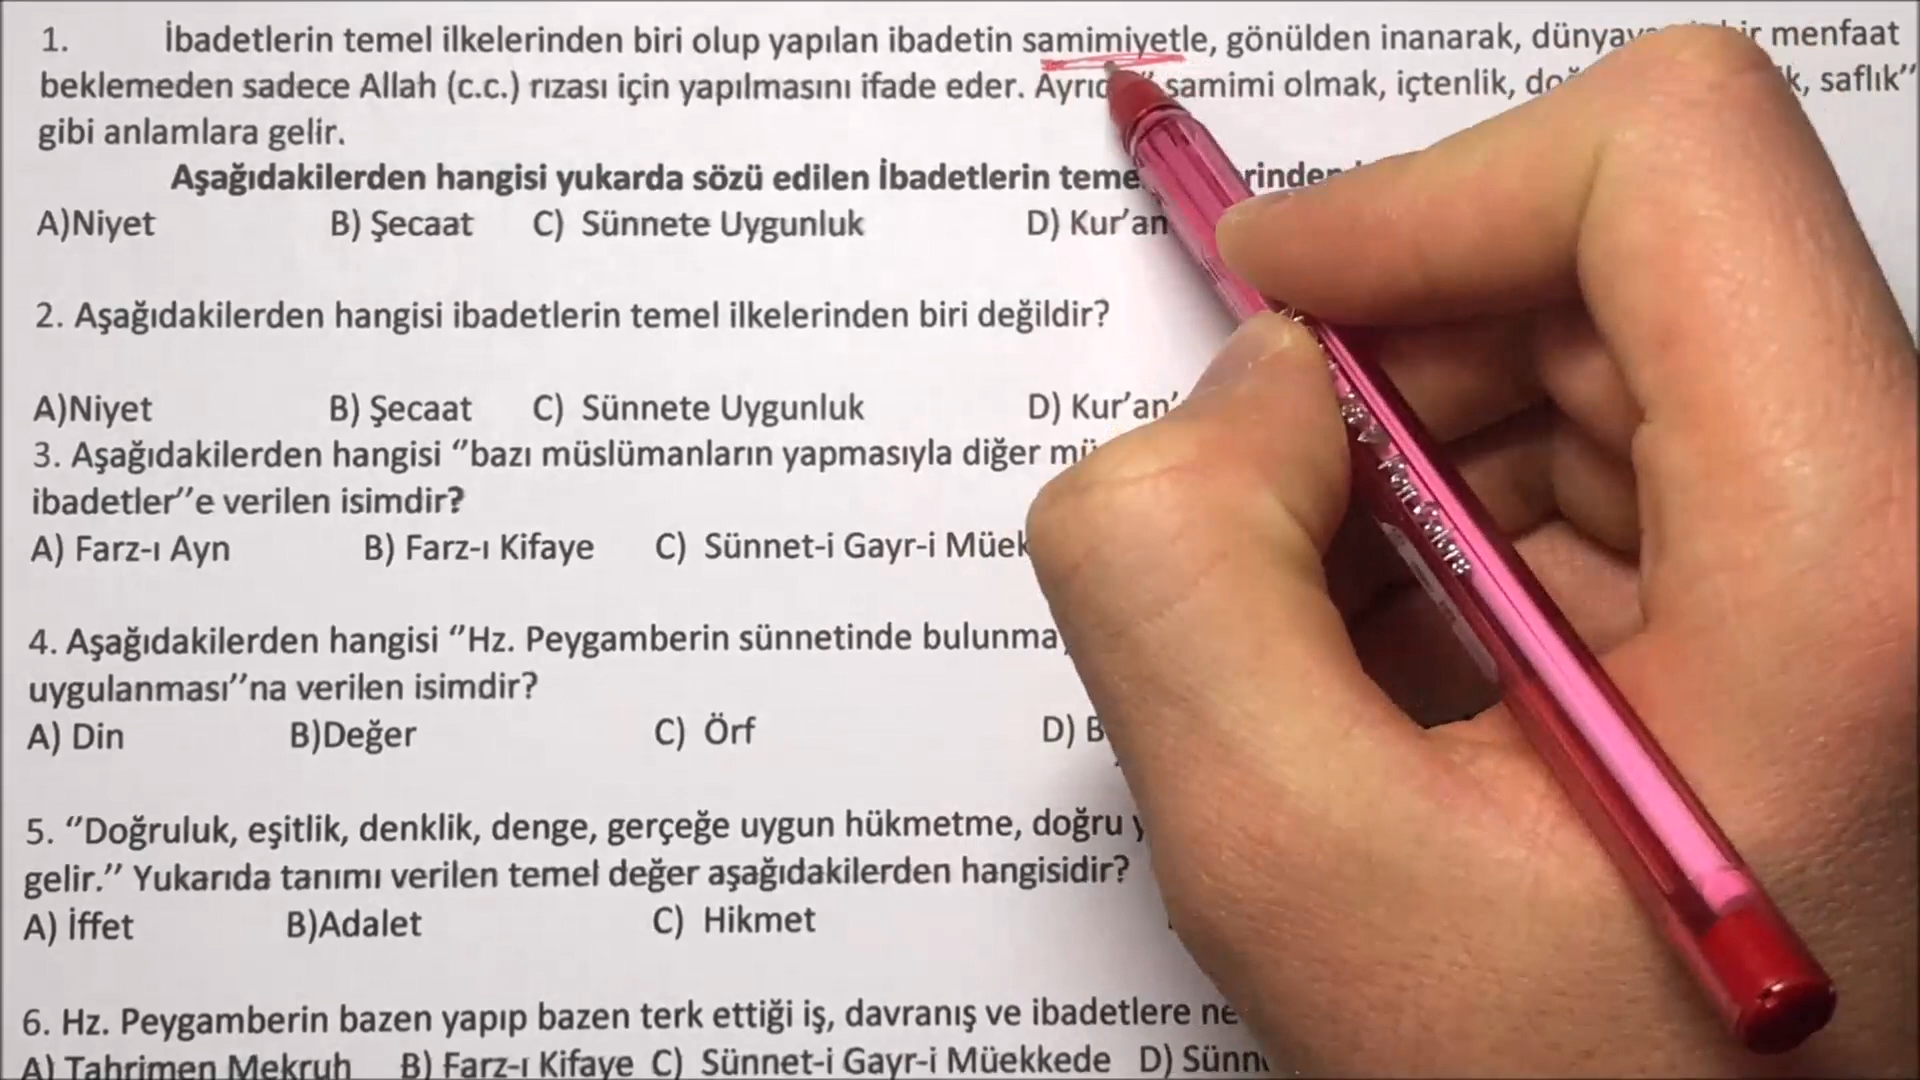 1. İbadetlerin temel ilkelerinden biri olup yapılan ibadetin samimiyetle, gönülden inanarak, menfaat
beklemeden sadece Allah (c.c.) rızası için yapılmasını ifade eder. samimi olmak, içtenlik, saflık’’
gibi anlamlara gelir.
Aşağıdakilerden hangisi yukarda sözü edilen İbadetlerin
A)Niyet B) Şecaat C) Sünnete Uygunluk D) Kur’an
2. Aşağıdakilerden hangisi ibadetlerin temel ilkelerinden biri değildir?
A)Niyet B) Şecaat C) Sünnete Uygunluk D) Kur’an’
3. Aşağıdakilerden hangisi ‘’bazı müslümanların yapmasıyla diğer
ibadetler’’e verilen isimdir?
A) Farz-ı Ayn B) Farz-ı Kifaye C) Sünnet-i Gayr-i
4. Aşağıdakilerden hangisi ‘’Hz. Peygamberin sünnetinde
uygulanması’’na verilen isimdir?
A) Din B)Değer C) Örf D)
5. ‘’Doğruluk, eşitlik, denklik, denge, gerçeğe uygun hükmetme, doğru
gelir.’’ Yukarıda tanımı verilen temel değer aşağıdakilerden hangisidir?
A) İffet B)Adalet C) Hikmet
6. Hz. Peygamberin bazen yapıp bazen terk ettiği iş, davranış ve ibadetlere
A) Tahrimen Mekruh B) Farz-ı Kifaye C) Sünnet-i Gayr-i Müekkede D)